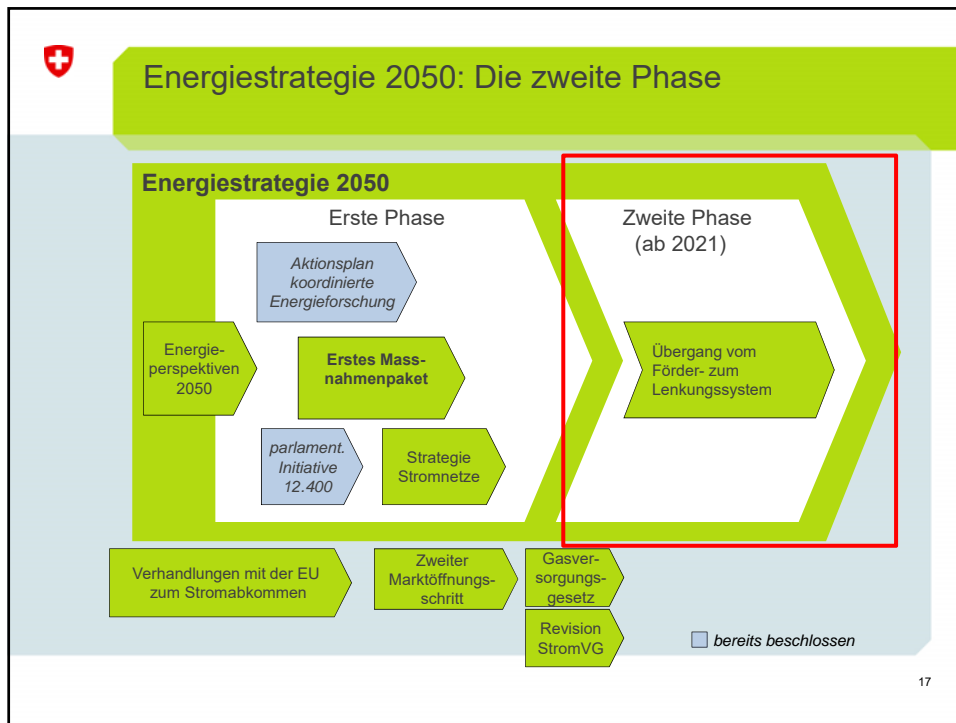 Energiestrategie 2050: Die zweite Phase
Energiestrategie 2050
Erste Phase
Zweite Phase
(ab 2021)
Aktionsplan
koordinierte
Energieforschung
Energie-
perspektiven
2050
Erstes Mass-
nahmenpaket
Übergang vom
Förder- zum
Lenkungssystem
parlament.
Initiative
12.400
Strategie
Stromnetze
Verhandlungen mit der EU
zum Stromabkommen
Zweiter
Marktöffnungs-
schritt
Gasver-
sorgungs-
gesetz
Revision
StromVG
bereits beschlossen
17